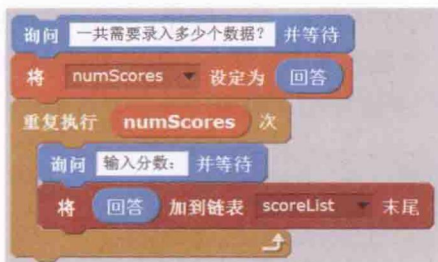 询问 一共需要录入多少个数据? 并等待
将 numScores 设定为 回答
重复执行 numScores 次
询问 输入分数: 并等待
将 回答 加到链表 scoreList 末尾